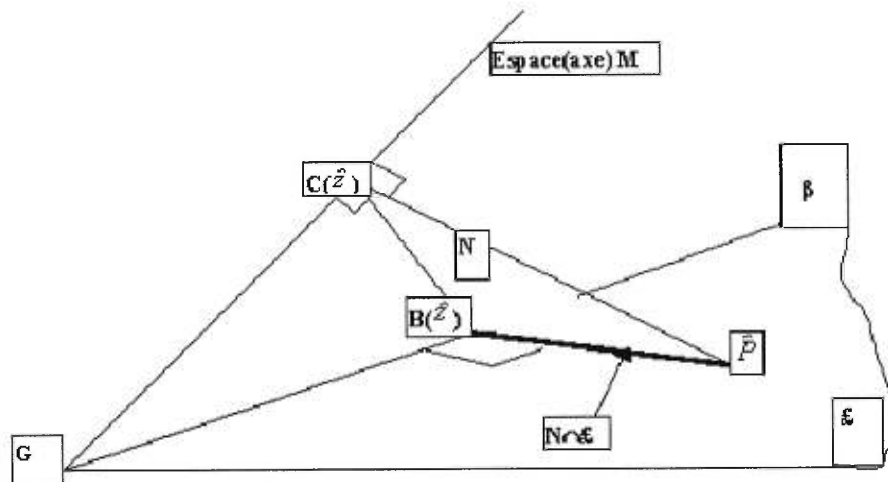 Espace(axe) M
C(ẑ)
β
N
B(ẑ)
P̂
N∩£
£
G